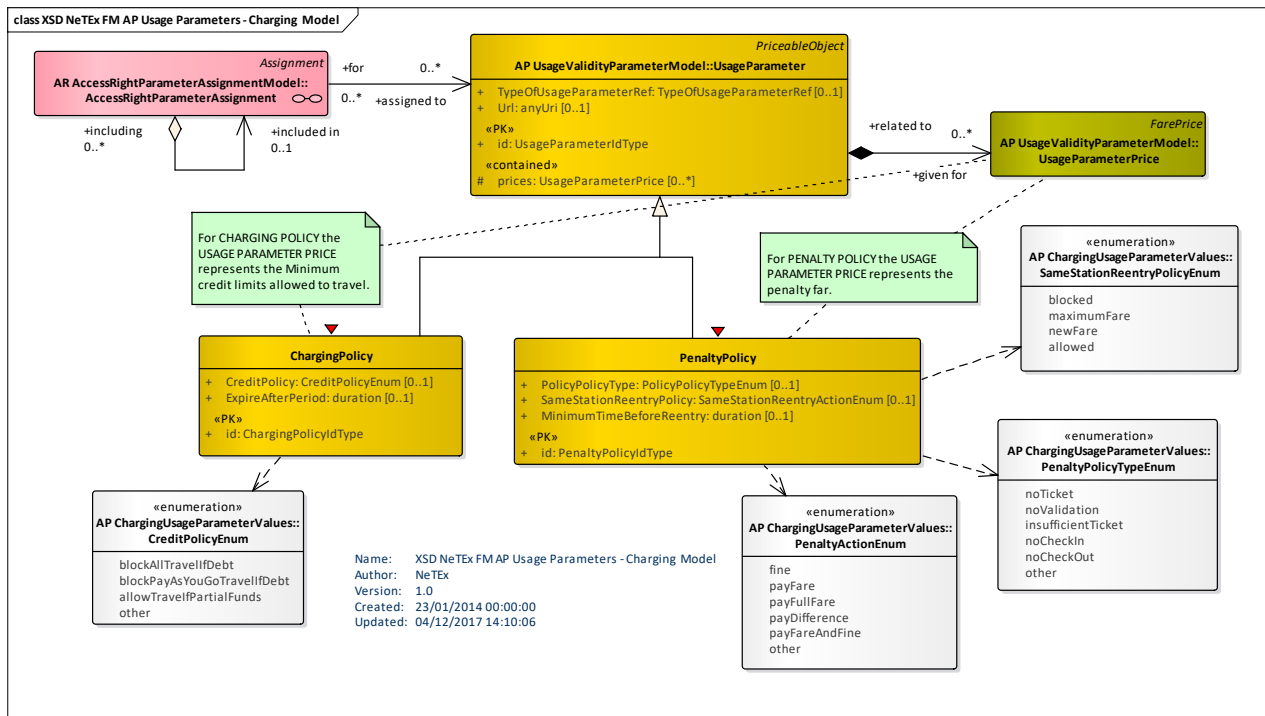 class XSD NeTEx FM AP Usage Parameters - Charging Model
Assignment
AR AccessRightParameterAssignmentModel::
AccessRightParameterAssignment
+including
0..*
+included in
0..1
+for
0..*
0..*
+assigned to
PriceableObject
AP UsageValidityParameterModel::UsageParameter
+ TypeOfUsageParameterRef: TypeOfUsageParameterRef [0..1]
+ Url: anyUri [0..1]
«PK»
+ id: UsageParameterIdType
«contained»
# prices: UsageParameterPrice [0..*]
+related to
0..*
+given for
FarePrice
AP UsageValidityParameterModel::
UsageParameterPrice
For CHARGING POLICY the
USAGE PARAMETER PRICE
represents the Minimum
credit limits allowed to travel.
For PENALTY POLICY the USAGE
PARAMETER PRICE represents the
penalty far.
«enumeration»
AP ChargingUsageParameterValues::
SameStationReentryPolicyEnum
blocked
maximumFare
newFare
allowed
ChargingPolicy
+ CreditPolicy: CreditPolicyEnum [0..1]
+ ExpireAfterPeriod: duration [0..1]
«PK»
+ id: ChargingPolicyIdType
PenaltyPolicy
+ PolicyPolicyType: PolicyPolicyTypeEnum [0..1]
+ SameStationReentryPolicy: SameStationReentryActionEnum [0..1]
+ MinimumTimeBeforeReentry: duration [0..1]
«PK»
+ id: PenaltyPolicyIdType
«enumeration»
AP ChargingUsageParameterValues::
PenaltyPolicyTypeEnum
noTicket
noValidation
insufficientTicket
noCheckIn
noCheckOut
other
«enumeration»
AP ChargingUsageParameterValues::
CreditPolicyEnum
blockAllTravelIfDebt
blockPayAsYouGoTravelIfDebt
allowTravelfPartialFunds
other
«enumeration»
AP ChargingUsageParameterValues::
PenaltyActionEnum
fine
payFare
payFullFare
payDifference
payFareAndFine
other
Name: XSD NeTEx FM AP Usage Parameters - Charging Model
Author: NeTEx
Version: 1.0
Created: 23/01/2014 00:00:00
Updated: 04/12/2017 14:10:06